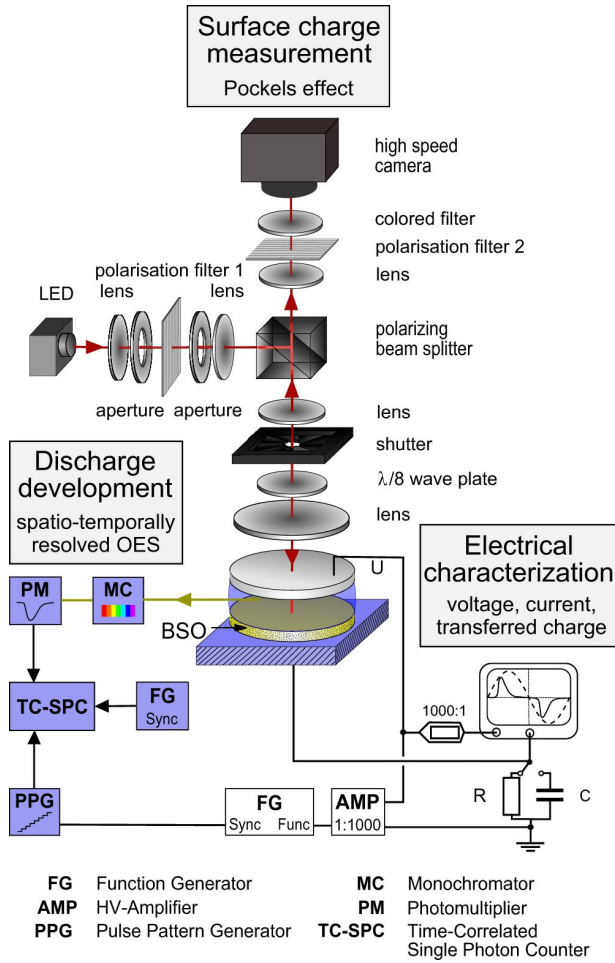 Surface charge
measurement
Pockels effect
high speed
camera
colored filter
polarisation filter 2
lens
polarisation filter 1
lens
lens
LED
polarizing
beam splitter
aperture
aperture
lens
shutter
λ/8 wave plate
lens
Discharge
development
spatio-temporally
resolved OES
Electrical
characterization
voltage, current,
transferred charge
U
PM
MC
BSO
TC-SPC
FG
Sync
1000:1
R
C
PPG
FG
Sync Func
AMP
1:1000
FG Function Generator
AMP HV-Amplifier
PPG Pulse Pattern Generator
MC Monochromator
PM Photomultiplier
TC-SPC Time-Correlated
Single Photon Counter